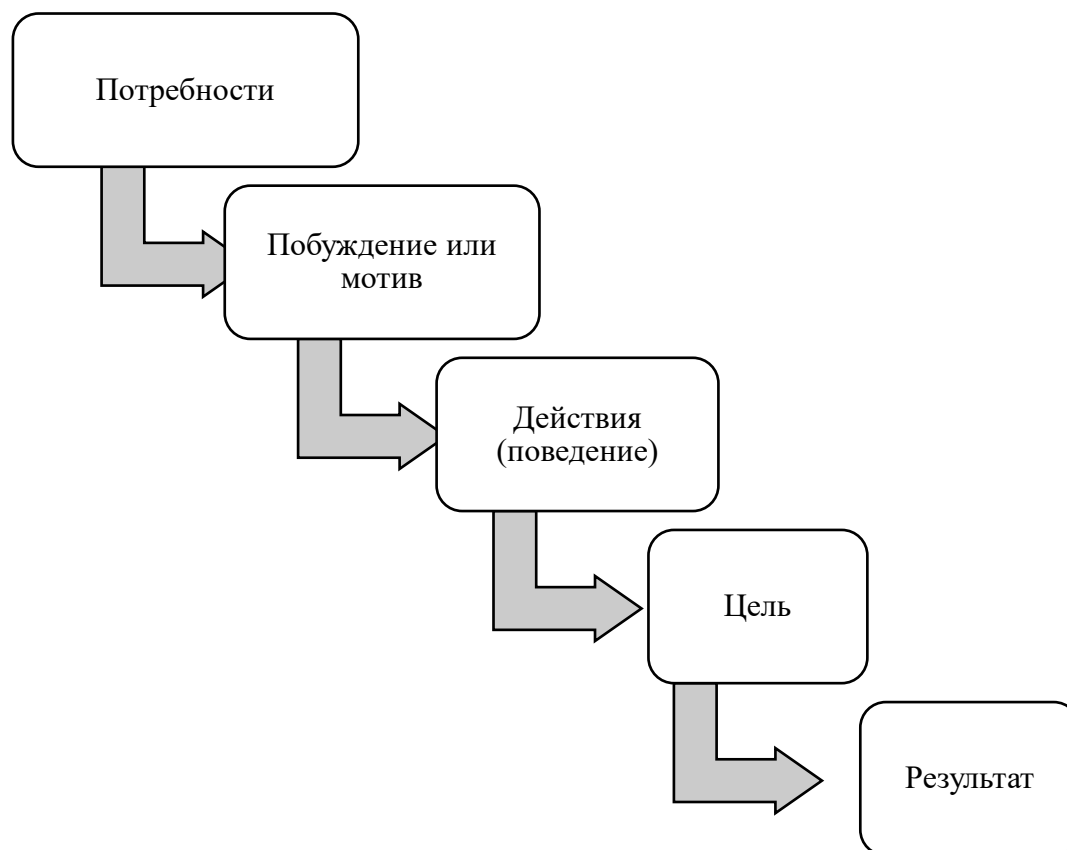 Потребности
Побуждение или
мотив
Действия
(поведение)
Цель
Результат